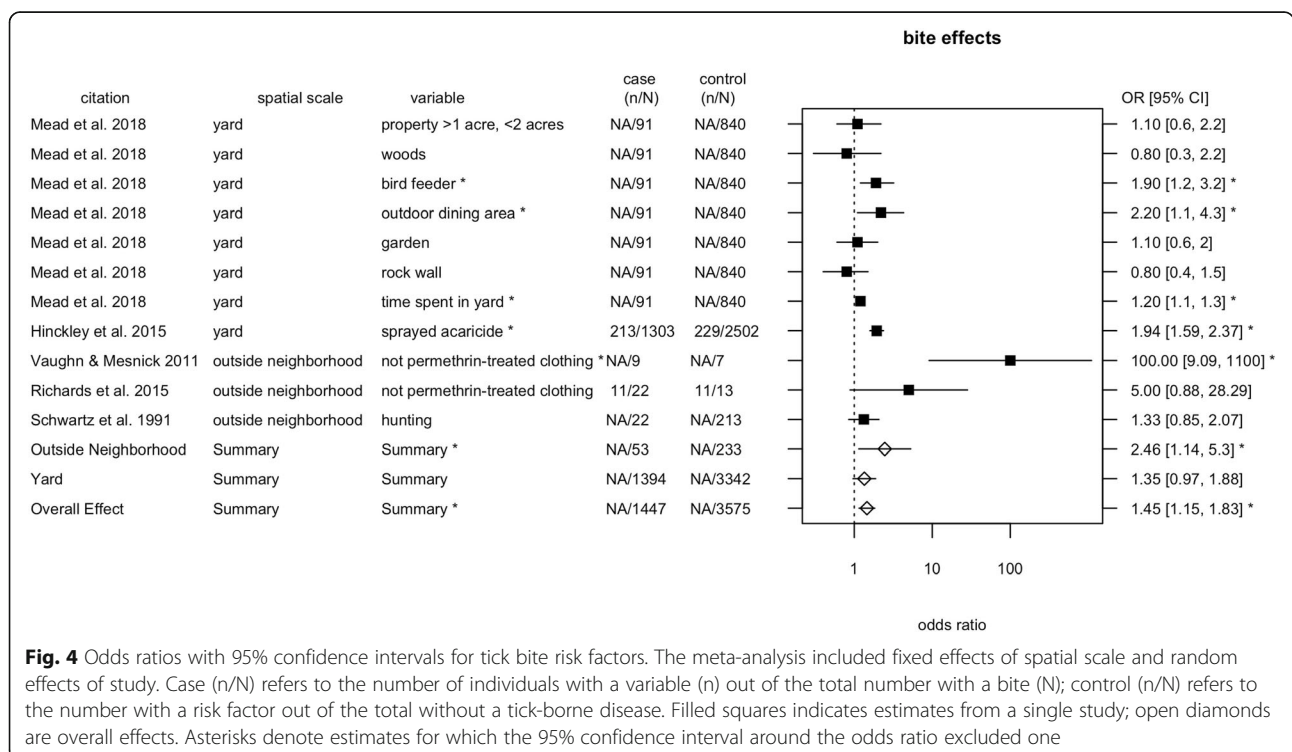 bite effects
citation spatial scale variable case (n/N) control (n/N) OR [95% CI]
Mead et al. 2018 yard property >1 acre, <2 acres NA/91 NA/840 1.10 [0.6, 2.2]
Mead et al. 2018 yard woods NA/91 NA/840 0.80 [0.3, 2.2]
Mead et al. 2018 yard bird feeder * NA/91 NA/840 1.90 [1.2, 3.2] *
Mead et al. 2018 yard outdoor dining area * NA/91 NA/840 2.20 [1.1, 4.3] *
Mead et al. 2018 yard garden NA/91 NA/840 1.10 [0.6, 2]
Mead et al. 2018 yard rock wall NA/91 NA/840 0.80 [0.4, 1.5]
Mead et al. 2018 yard time spent in yard * NA/91 NA/840 1.20 [1.1, 1.3] *
Hinckley et al. 2015 yard sprayed acaricide * 213/1303 229/2502 1.94 [1.59, 2.37] *
Vaughn & Mesnick 2011 outside neighborhood not permethrin-treated clothing * NA/9 NA/7 100.00 [9.09, 1100] *
Richards et al. 2015 outside neighborhood not permethrin-treated clothing 11/22 11/13 5.00 [0.88, 28.29]
Schwartz et al. 1991 outside neighborhood hunting NA/22 NA/213 1.33 [0.85, 2.07]
Outside Neighborhood Summary Summary * NA/53 NA/233 2.46 [1.14, 5.3] *
Yard Summary Summary NA/1394 NA/3342 1.35 [0.97, 1.88]
Overall Effect Summary Summary * NA/1447 NA/3575 1.45 [1.15, 1.83] *
1 10 100
odds ratio
Fig. 4 Odds ratios with 95% confidence intervals for tick bite risk factors. The meta-analysis included fixed effects of spatial scale and random
effects of study. Case (n/N) refers to the number of individuals with a variable (n) out of the total number with a bite (N); control (n/N) refers to
the number with a risk factor out of the total without a tick-borne disease. Filled squares indicates estimates from a single study; open diamonds
are overall effects. Asterisks denote estimates for which the 95% confidence interval around the odds ratio excluded one